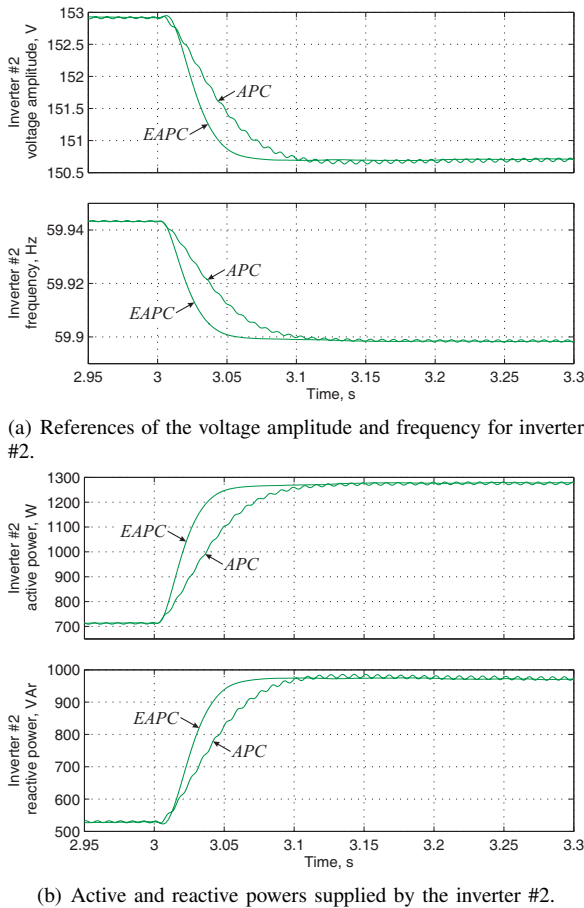 153
152.5
152
151.5
151
150.5
Inverter #2
voltage amplitude, V
APC
EAPC
59.94
59.92
59.9
Inverter #2
frequency, Hz
APC
EAPC
2.95 3 3.05 3.1 3.15 3.2 3.25 3.3
Time, s
(a) References of the voltage amplitude and frequency for inverter
#2.
1300
1200
1100
1000
900
800
700
Inverter #2
active power, W
EAPC
APC
1000
900
800
700
600
500
Inverter #2
reactive power, VAr
EAPC
APC
2.95 3 3.05 3.1 3.15 3.2 3.25 3.3
Time, s
(b) Active and reactive powers supplied by the inverter #2.